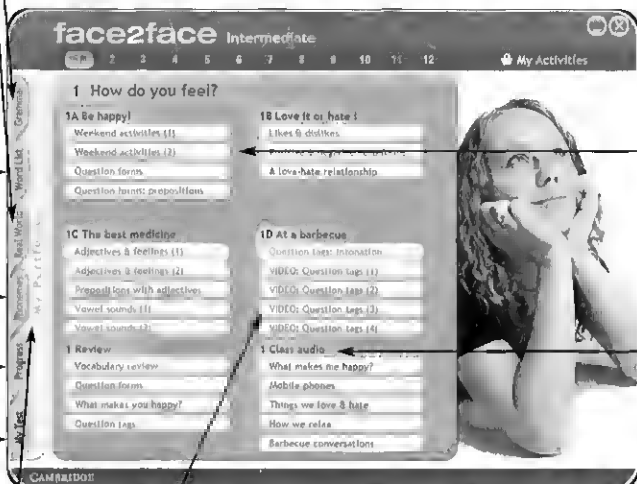 face2face Intermediate
2 3 4 5 6 7 8 9 10 11 12
My Activities
1 How do you feel?
1A Be happy!
Weekend activities (1)
Weekend activities (2)
Question forms
Question forms: prepositions
1B Love it or hate it
Likes & dislikes
A love-hate relationship
1C The best medicine
Adjectives & feelings (1)
Adjectives & feelings (2)
Prepositions with adjectives
Vowel sounds (1)
Vowel sounds (2)
1D At a barbecue
Question tags: intonation
VIDEO: Question tags (1)
VIDEO: Question tags (2)
VIDEO: Question tags (3)
VIDEO: Question tags (4)
1 Review
Vocabulary review
Question forms
What makes you happy?
Question tags
1 Class audio
What makes me happy?
Mobile phones
Things we love & hate
How we relax
Barbecue conversations
Grammar
Word List
Real World
Phonemes
Progress
My Test
My Portfolio
CAMBRIDGE